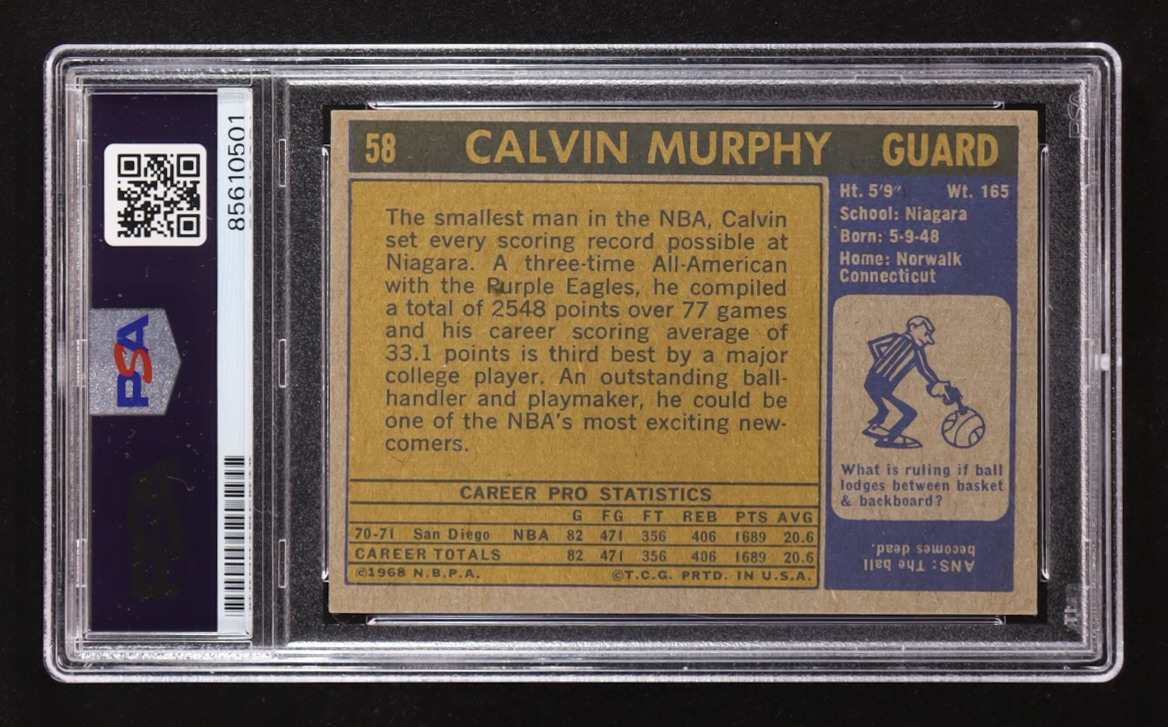 85610501
PSA
58 CALVIN MURPHY GUARD
The smallest man in the NBA, Calvin
set every scoring record possible at
Niagara. A three-time All-American
with the Purple Eagles, he compiled
a total of 2548 points over 77 games
and his career scoring average of
33.1 points is third best by a major
college player. An outstanding ball-
handler and playmaker, he could be
one of the NBA's most exciting new-
comers.
CAREER PRO STATISTICS
G FG FT REB PTS AVG
70-71 San Diego NBA 82 471 356 406 1689 20.6
CAREER TOTALS 82 471 356 406 1689 20.6
©1968 N.B.P.A. ©T.C.G. PRTD. IN U.S.A.
Ht. 5'9" Wt. 165
School: Niagara
Born: 5-9-48
Home: Norwalk
Connecticut
What is ruling if ball
lodges between basket
& backboard?
ANS: The ball
becomes dead.